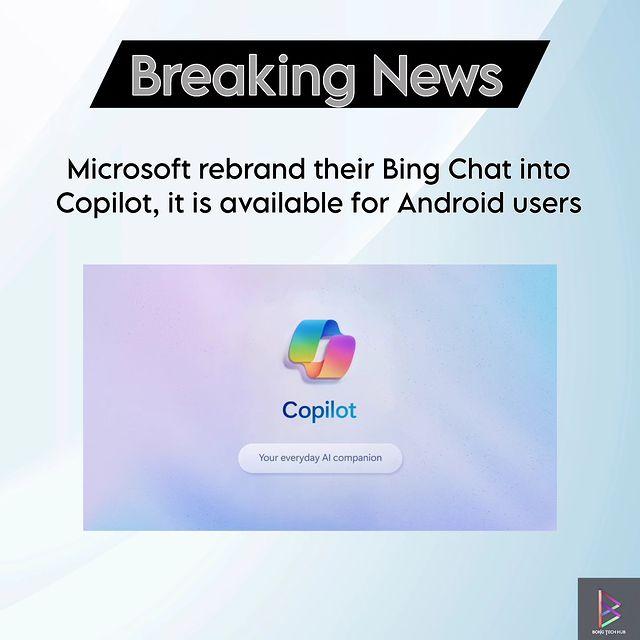 Breaking News
Microsoft rebrand their Bing Chat into
Copilot, it is available for Android users
Copilot
Your everyday AI companion
BONG TECH HUB